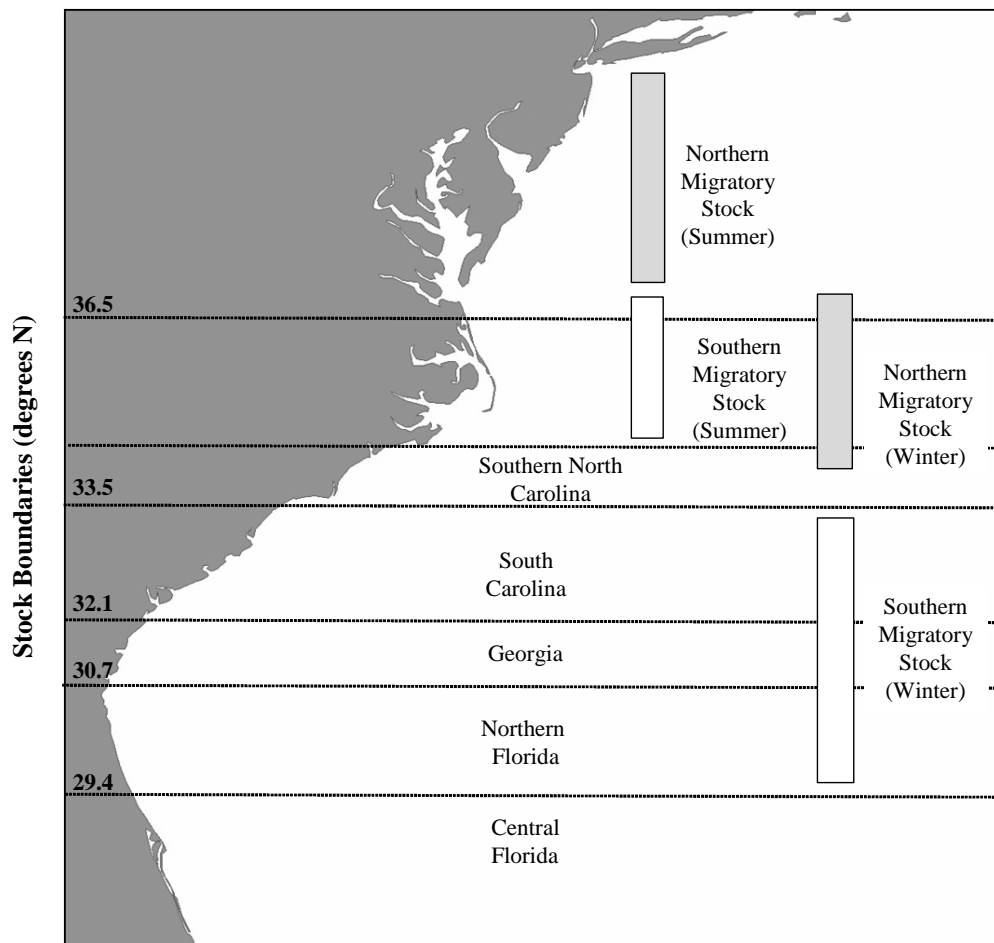 Stock Boundaries (degrees N)
Northern
Migratory
Stock
(Summer)
36.5
Southern
Migratory
Stock
(Summer)
Northern
Migratory
Stock
(Winter)
Southern North
Carolina
33.5
South
Carolina
32.1
Southern
Migratory
Stock
(Winter)
Georgia
30.7
Northern
Florida
29.4
Central
Florida